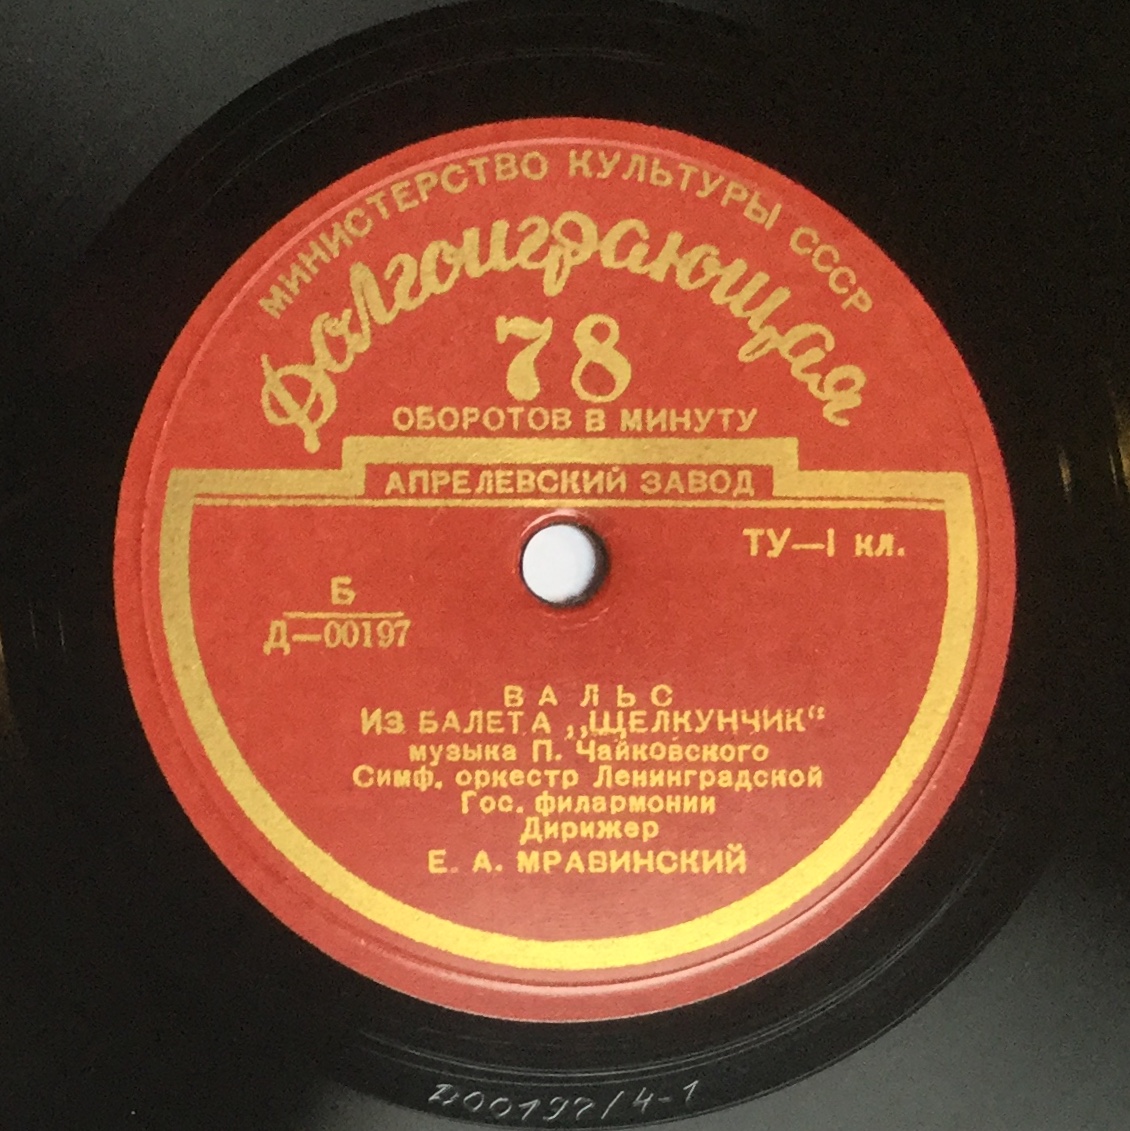 МИНИСТЕРСТВО КУЛЬТУРЫ СССР
Долгоиграющая
78
ОБОРОТОВ В МИНУТУ
АПРЕЛЕВСКИЙ ЗАВОД
ТУ—I кл.
Б
Д—00197
ВАЛЬС
ИЗ БАЛЕТА „ЩЕЛКУНЧИК“
музыка П. Чайковского
Симф. оркестр Ленинградской
Гос. филармонии
Дирижер
Е. А. МРАВИНСКИЙ
Д00197/4-1